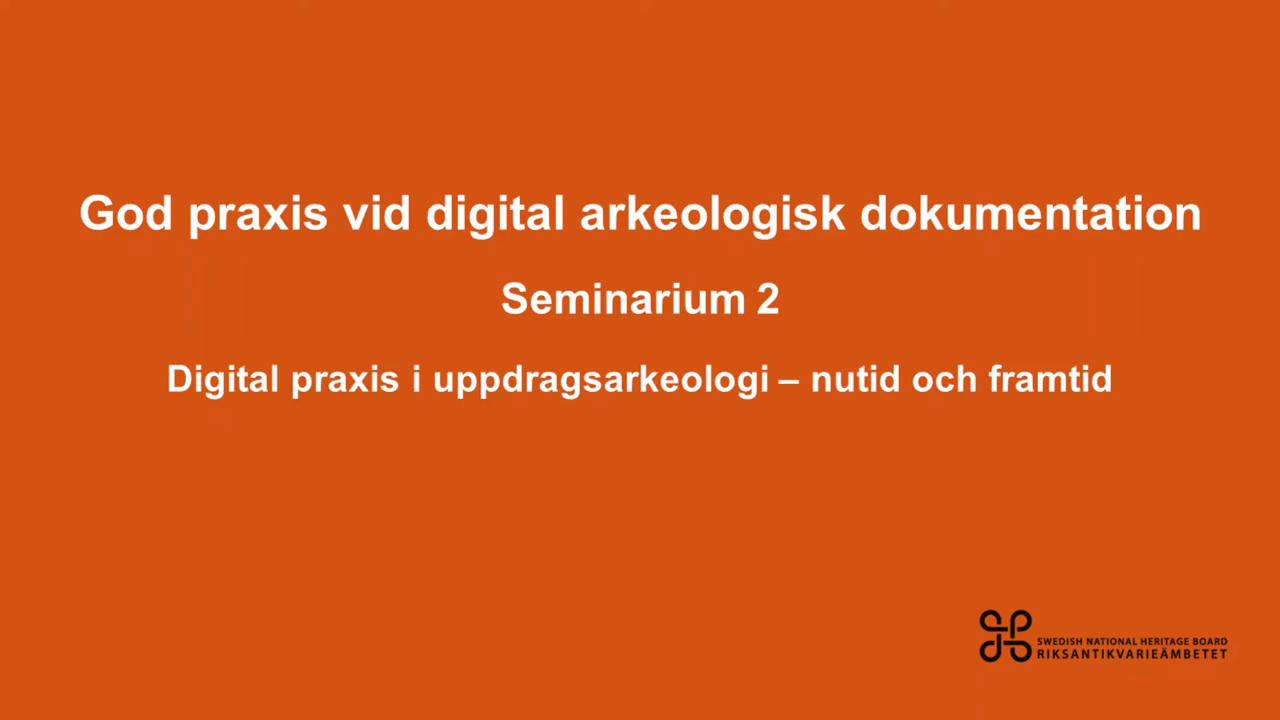 God praxis vid digital arkeologisk dokumentation
Seminarium 2
Digital praxis i uppdragsarkeologi – nutid och framtid
SWEDISH NATIONAL HERITAGE BOARD
RIKSANTIKVARIEÄMBETET